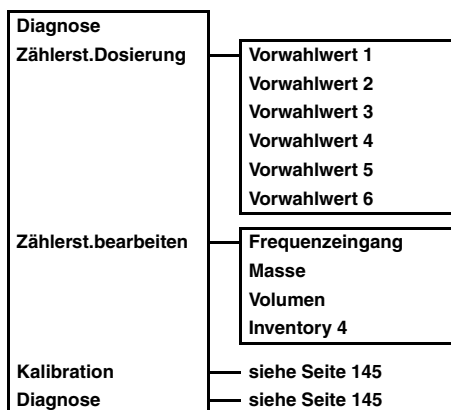 Diagnose
Zählerst.Dosierung
Vorwahlwert 1
Vorwahlwert 2
Vorwahlwert 3
Vorwahlwert 4
Vorwahlwert 5
Vorwahlwert 6
Zählerst.bearbeiten
Frequenzeingang
Masse
Volumen
Inventory 4
Kalibration
siehe Seite 145
Diagnose
siehe Seite 145